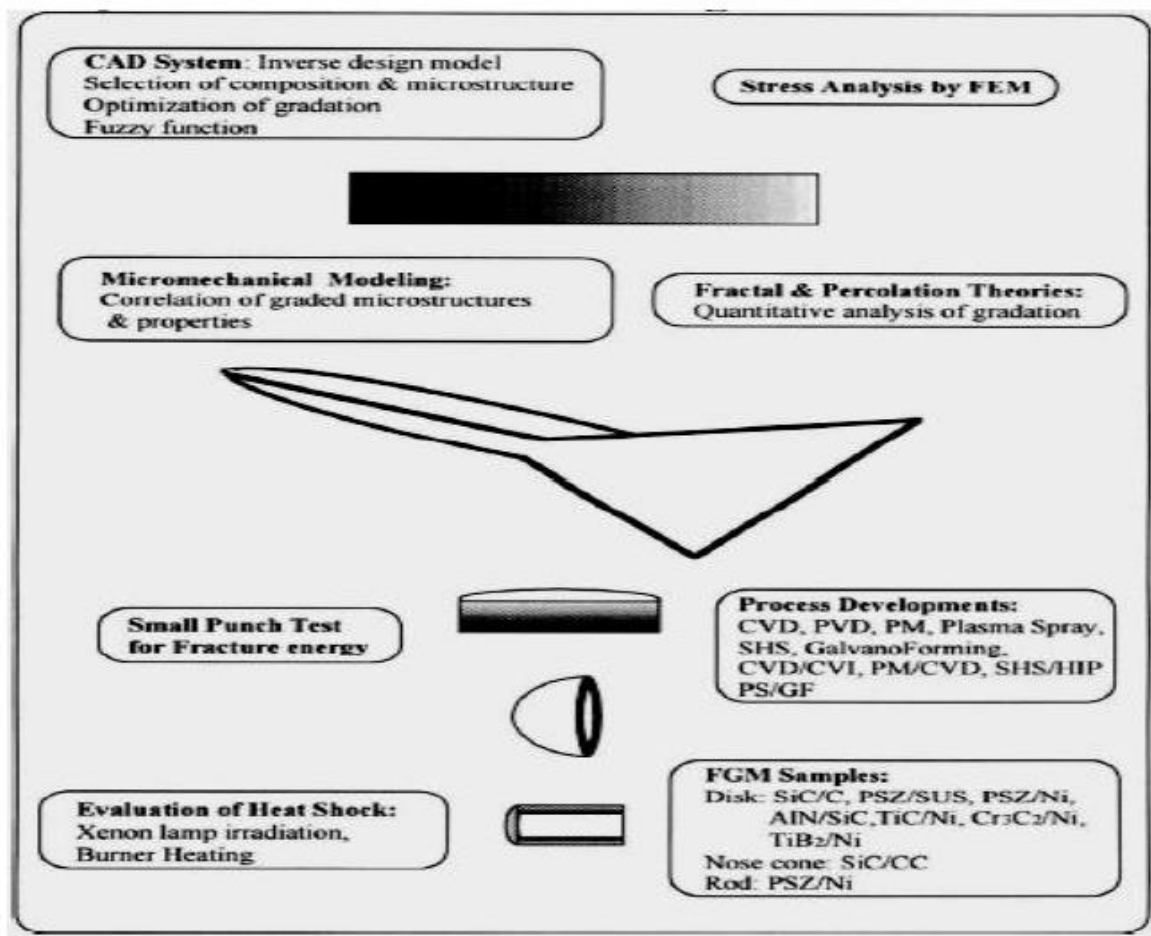 CAD System: Inverse design model
Selection of composition & microstructure
Optimization of gradation
Fuzzy function
Stress Analysis by FEM
Micromechanical Modeling:
Correlation of graded microstructures
& properties
Fractal & Percolation Theories:
Quantitative analysis of gradation
Small Punch Test
for Fracture energy
Process Developments:
CVD, PVD, PM, Plasma Spray,
SHS, GalvanoForming,
CVD/CVI, PM/CVD, SHS/HIP
PS/GF
Evaluation of Heat Shock:
Xenon lamp irradiation,
Burner Heating
FGM Samples:
Disk: SiC/C, PSZ/SUS, PSZ/Ni,
AlN/SiC,TiC/Ni, Cr3C2/Ni,
TiB2/Ni
Nose cone: SiC/CC
Rod: PSZ/Ni